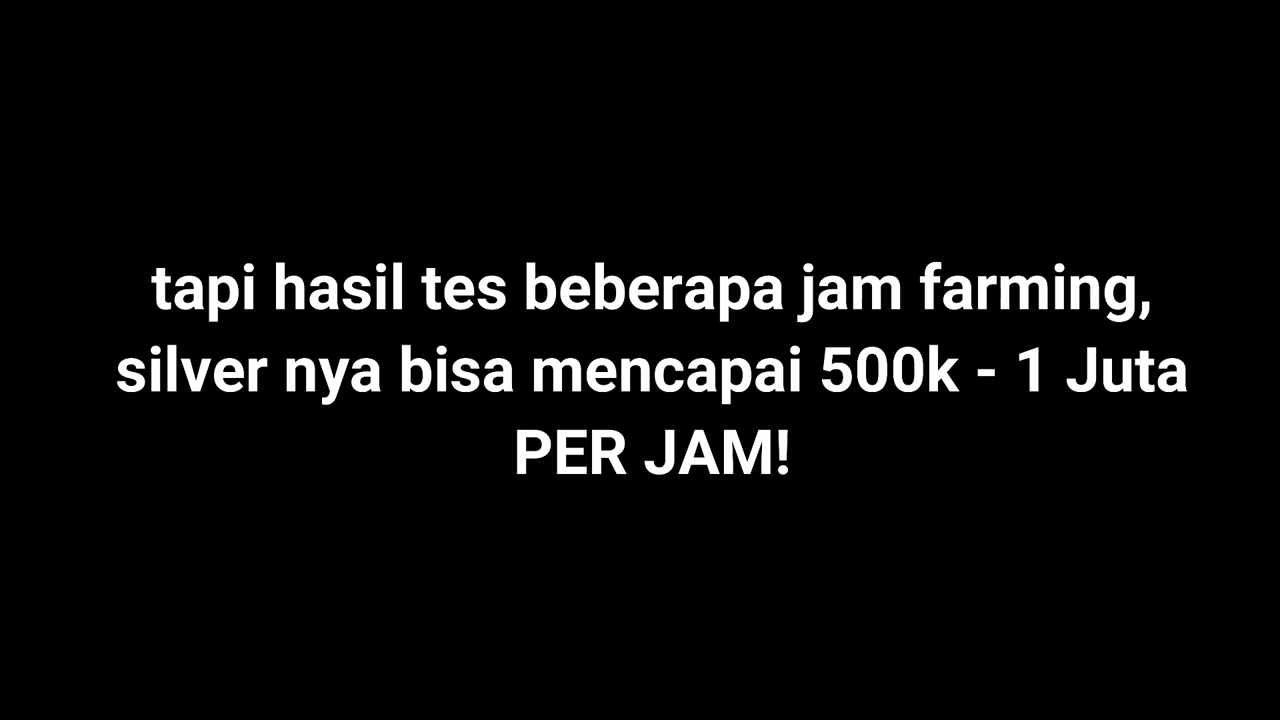 tapi hasil tes beberapa jam farming,
silver nya bisa mencapai 500k - 1 Juta
PER JAM!